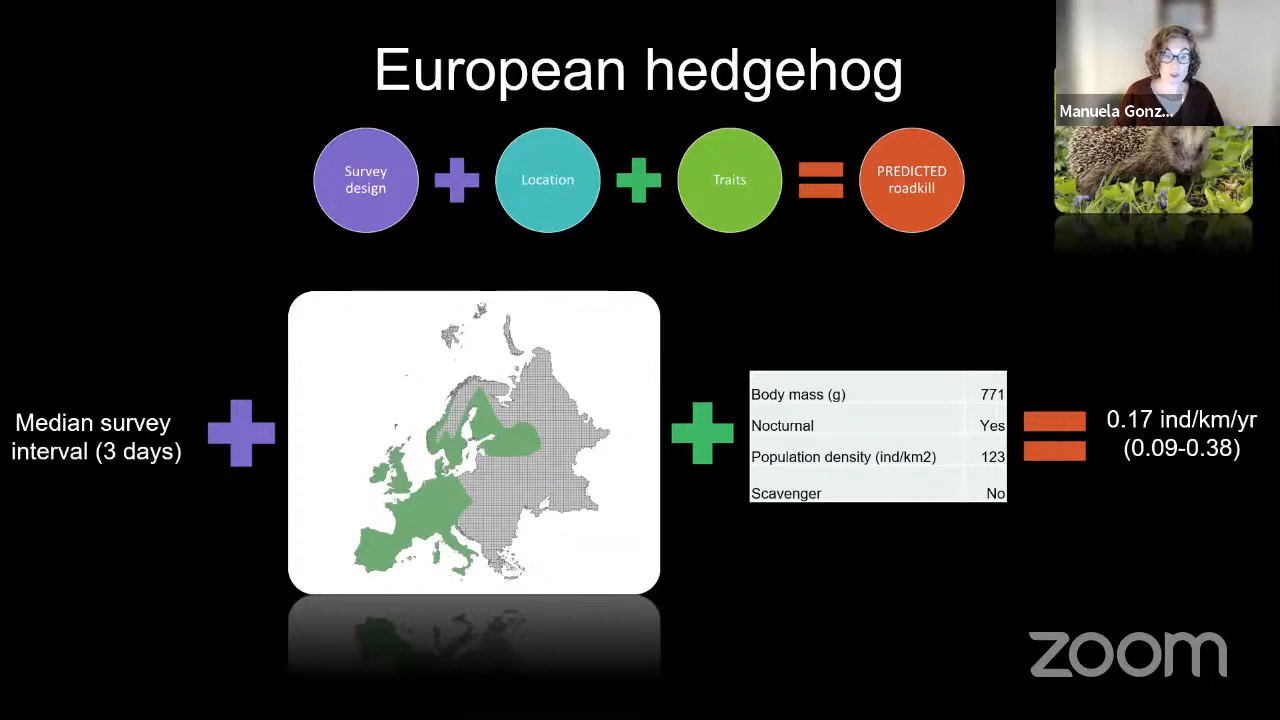 European hedgehog
Manuela Gonz...
Survey
design
Location
Traits
PREDICTED
roadkill
Median survey
interval (3 days)
Body mass (g) 771
Nocturnal Yes
Population density (ind/km2) 123
Scavenger No
0.17 ind/km/yr
(0.09-0.38)
zoom